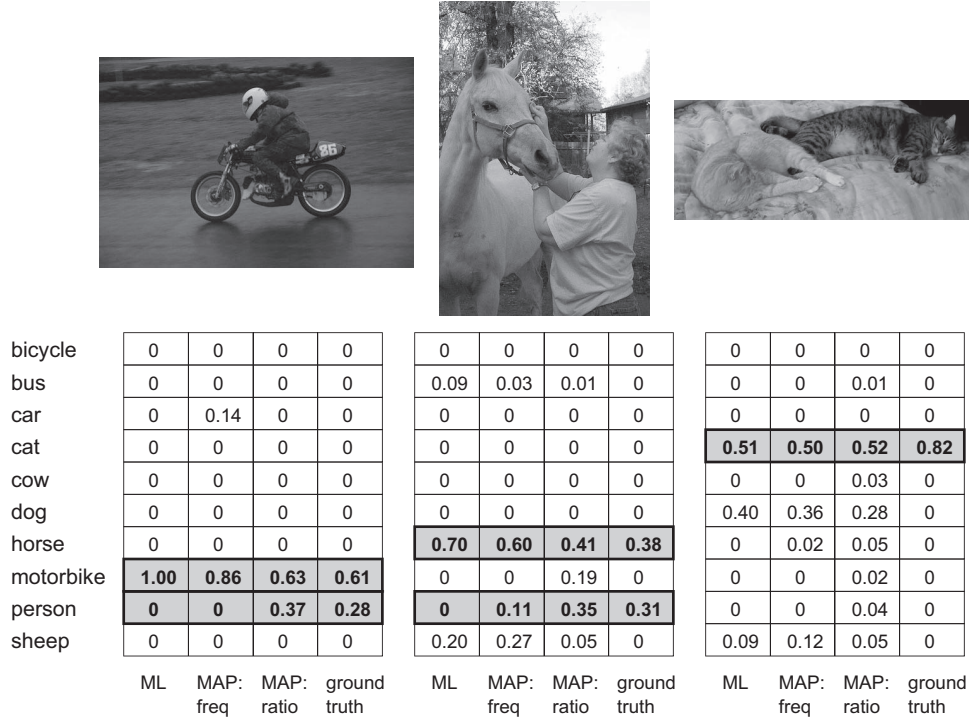 86
bicycle 0 0 0 0 0 0 0 0 0 0 0 0
bus 0 0 0 0 0.09 0.03 0.01 0 0 0 0.01 0
car 0 0.14 0 0 0 0 0 0 0 0 0 0
cat 0 0 0 0 0 0 0 0 0.51 0.50 0.52 0.82
cow 0 0 0 0 0 0 0 0 0 0 0.03 0
dog 0 0 0 0 0 0 0 0 0.40 0.36 0.28 0
horse 0 0 0 0 0.70 0.60 0.41 0.38 0 0.02 0.05 0
motorbike 1.00 0.86 0.63 0.61 0 0 0.19 0 0 0 0.02 0
person 0 0 0.37 0.28 0 0.11 0.35 0.31 0 0 0.04 0
sheep 0 0 0 0 0.20 0.27 0.05 0 0.09 0.12 0.05 0
ML MAP: MAP: ground ML MAP: MAP: ground ML MAP: MAP: ground
freq ratio truth freq ratio truth freq ratio truth